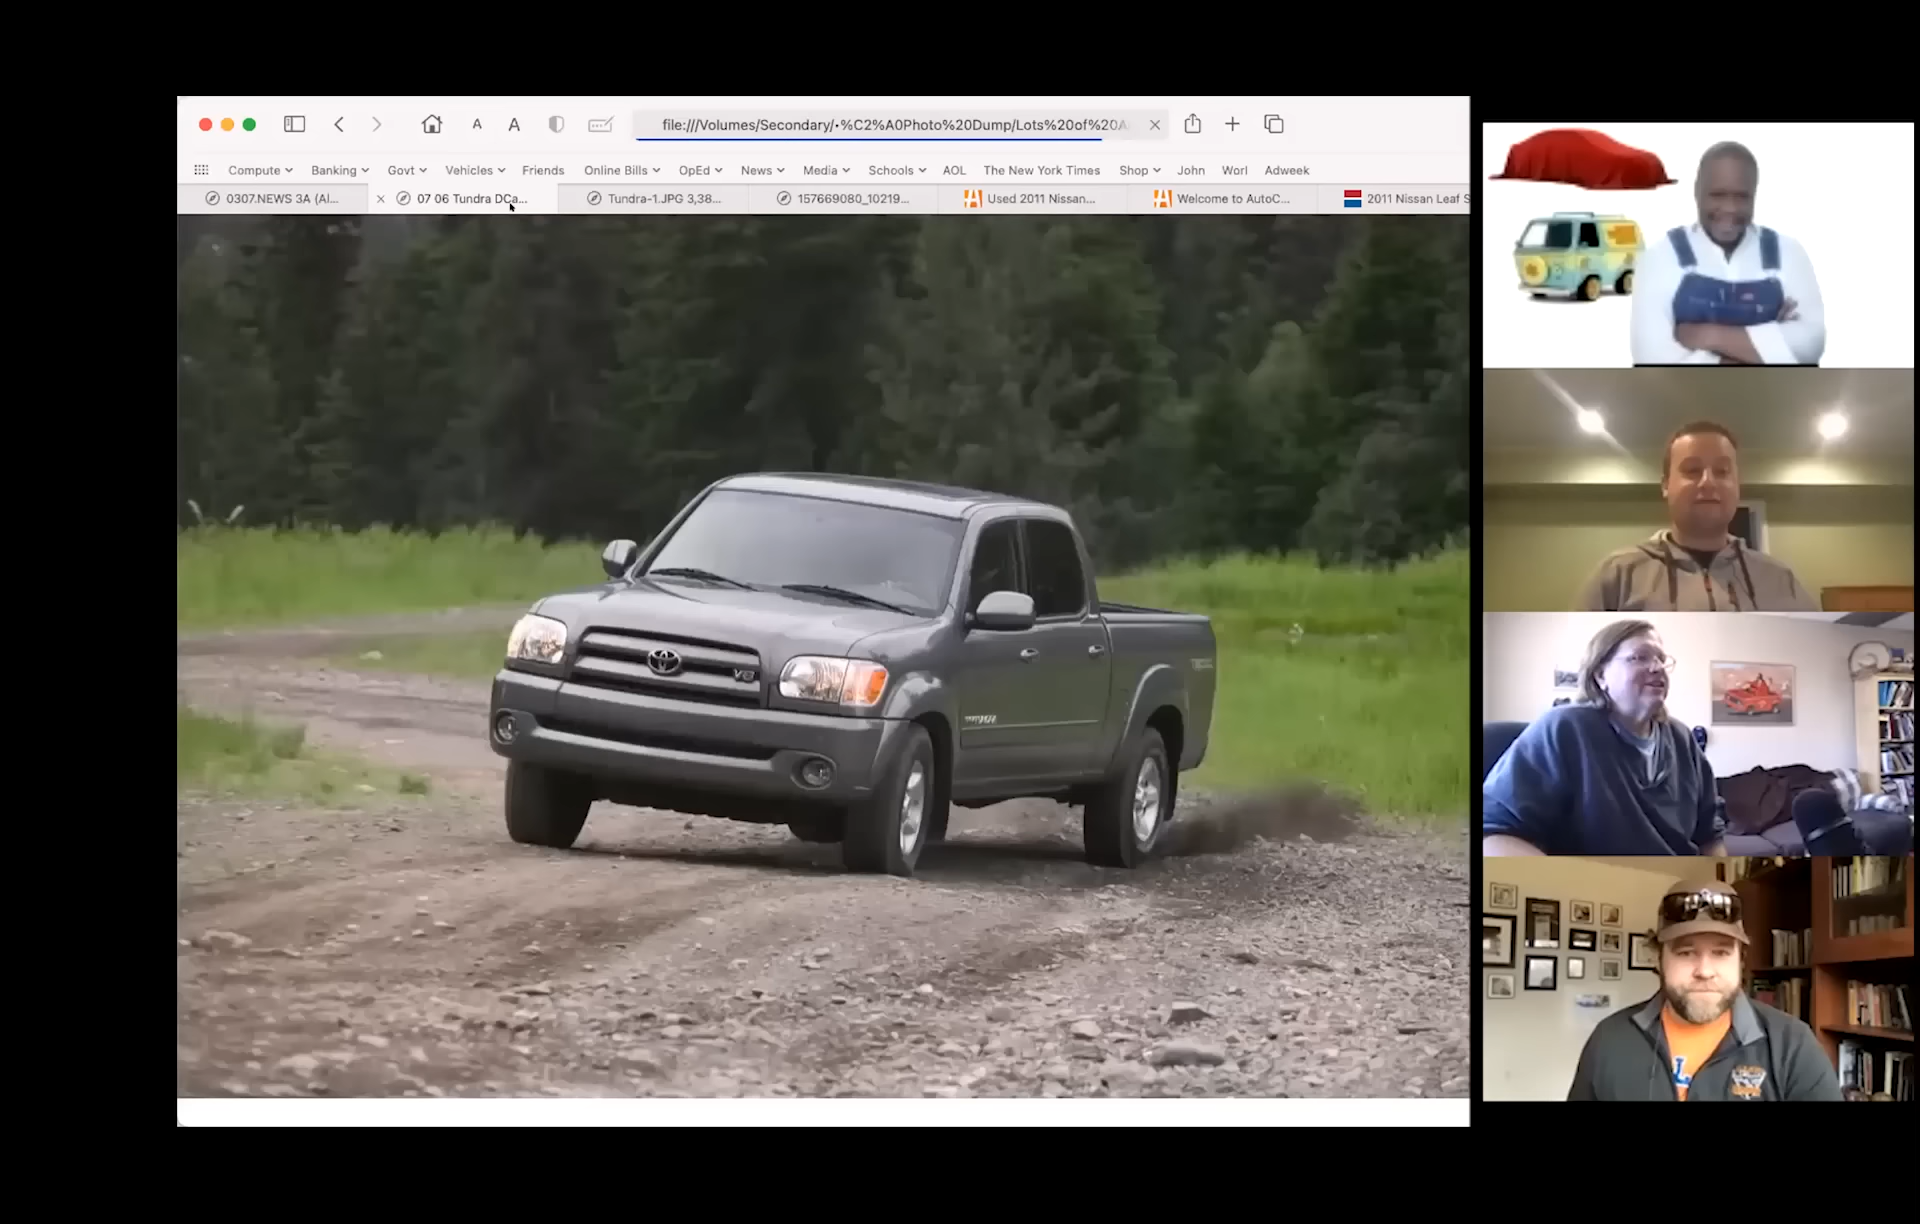 A A file:///Volumes/Secondary/•%C2%A0Photo%20Dump/Lots%20of%20A
Compute Banking Govt Vehicles Friends Online Bills OpEd News Media Schools AOL The New York Times Shop John Worl Adweek
0307.NEWS 3A (Al... 07 06 Tundra DCa... Tundra-1.JPG 3,38... 157669080_10219... Used 2011 Nissan... Welcome to AutoC... 2011 Nissan Leaf S
V8
TUNDRA